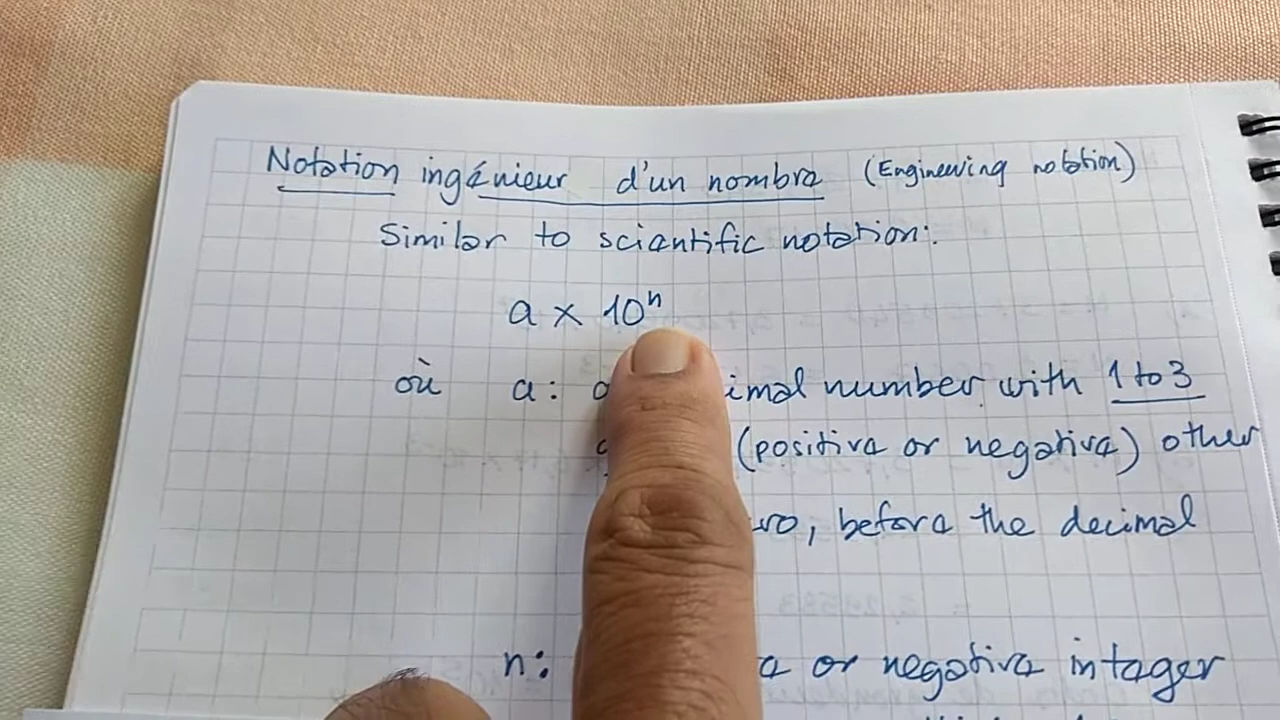 Notation ingénieur d'un nombre (Engineering notation)
Similar to scientific notation:
a × 10ⁿ
où a: imal number with 1 to 3
(positive or negative) other
before the decimal
n: or negative integer